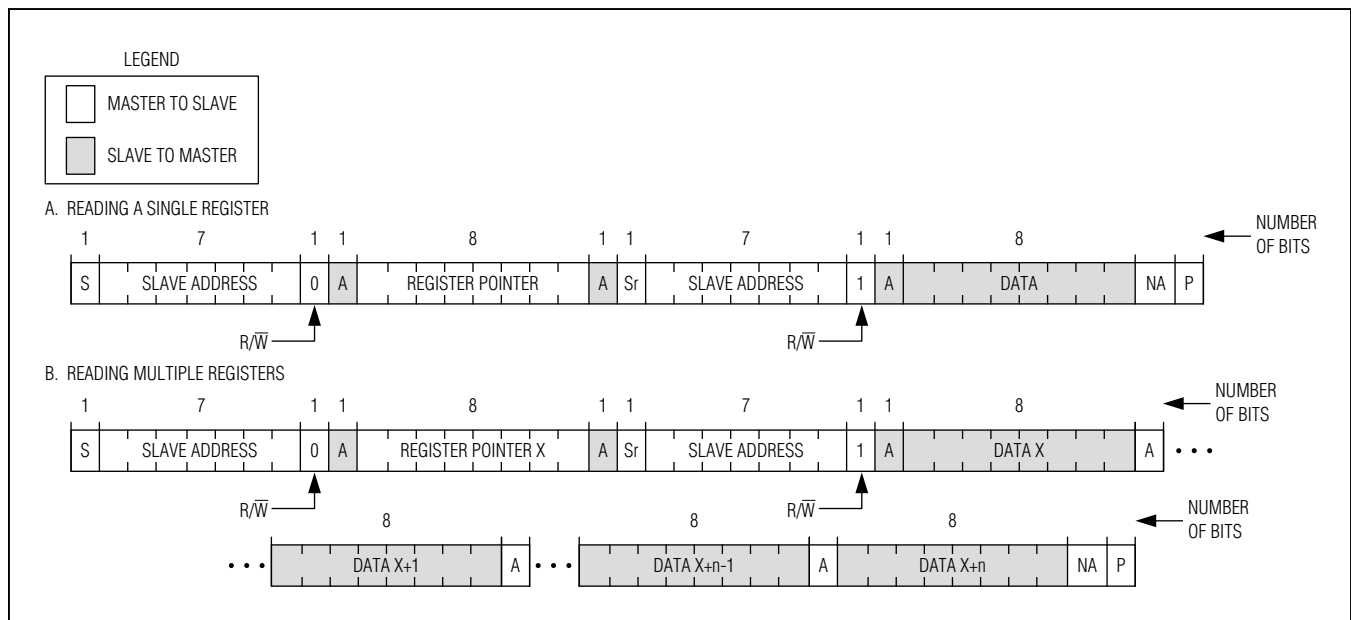 LEGEND
MASTER TO SLAVE
SLAVE TO MASTER
A. READING A SINGLE REGISTER
1 7 1 1 8 1 1 7 1 1 8 NUMBER OF BITS
S SLAVE ADDRESS 0 A REGISTER POINTER A Sr SLAVE ADDRESS 1 A DATA NA P
R/W̅ R/W̅
B. READING MULTIPLE REGISTERS
1 7 1 1 8 1 1 7 1 1 8 NUMBER OF BITS
S SLAVE ADDRESS 0 A REGISTER POINTER X A Sr SLAVE ADDRESS 1 A DATA X A • • •
R/W̅ R/W̅
8 8 8 NUMBER OF BITS
• • • DATA X+1 A • • • DATA X+n-1 A DATA X+n NA P